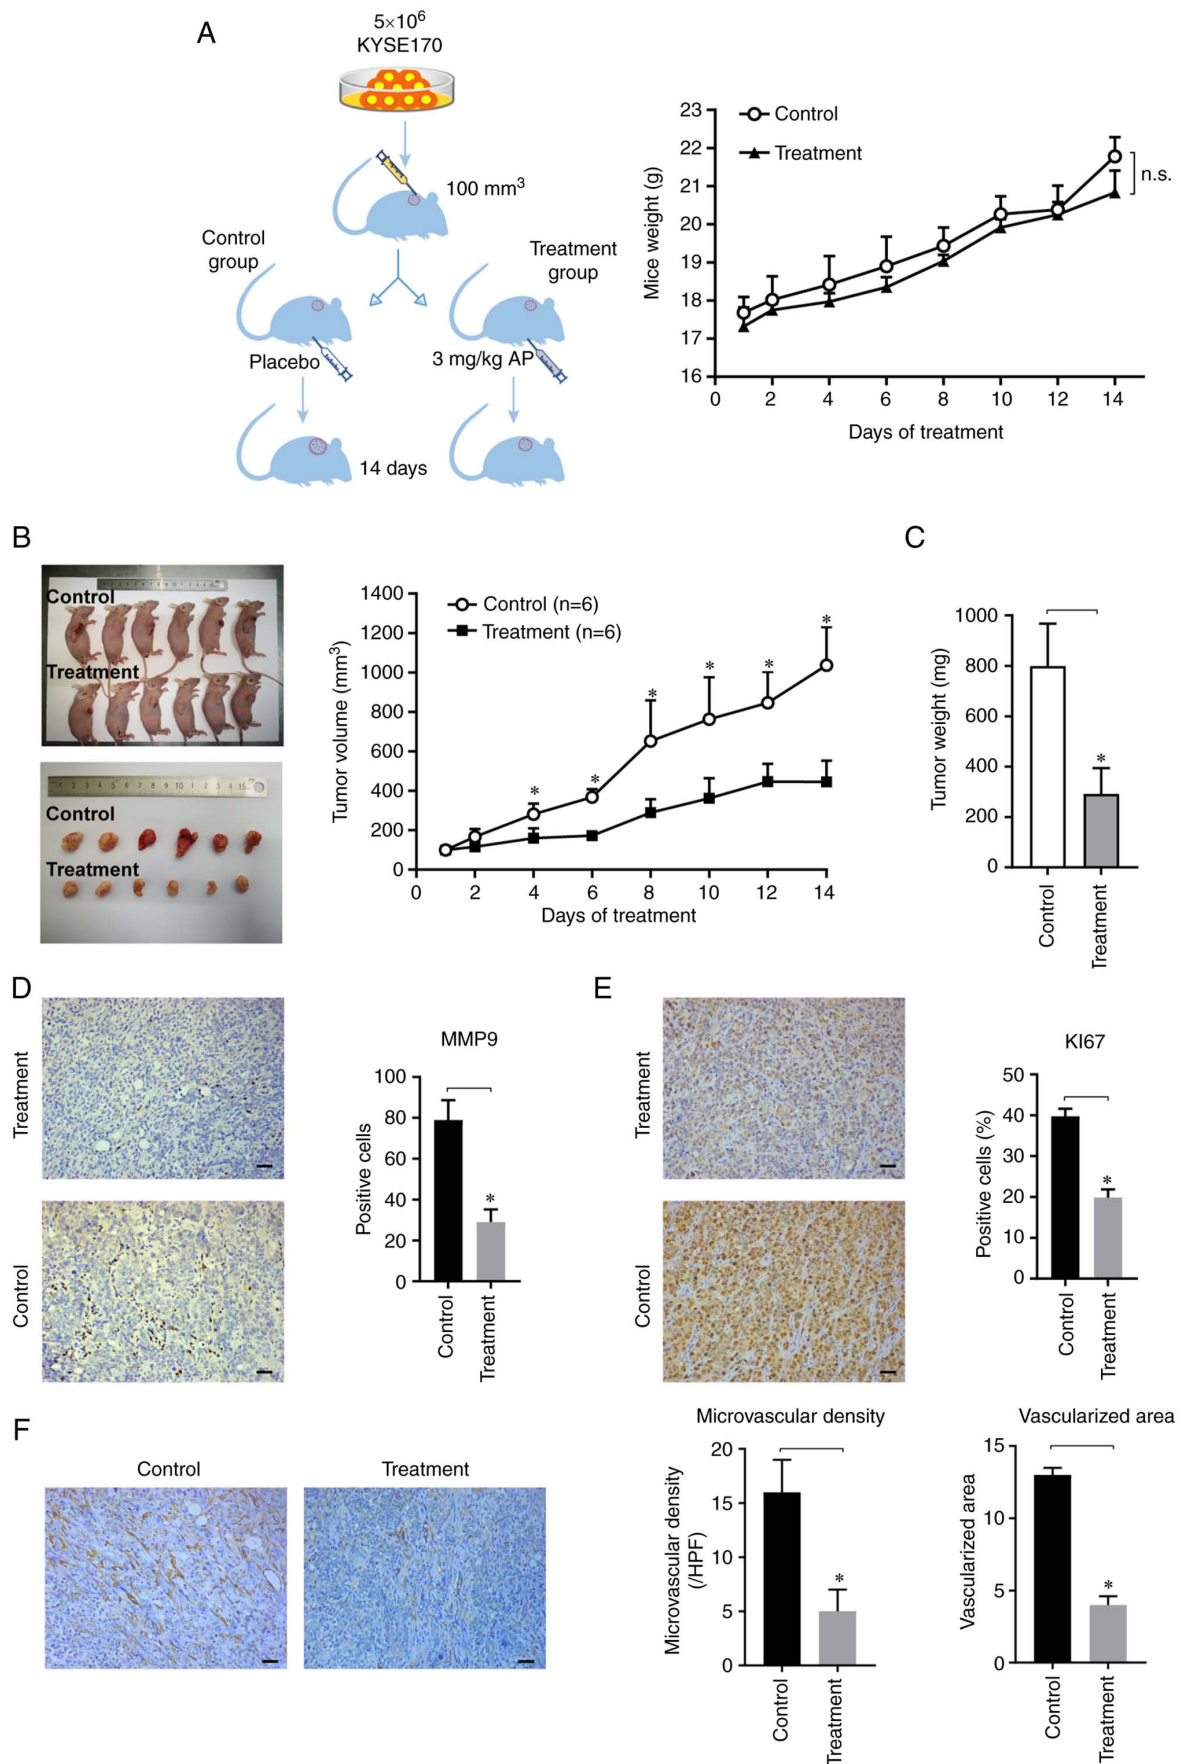 A
5×10⁶
KYSE170
100 mm³
Control
group
Treatment
group
Placebo
3 mg/kg AP
14 days
Mice weight (g)
23
22
21
20
19
18
17
16
Control
Treatment
n.s.
0 2 4 6 8 10 12 14
Days of treatment
B
Control
Treatment
Control
Treatment
Tumor volume (mm³)
1400
1200
1000
800
600
400
200
0
Control (n=6)
Treatment (n=6)
* * * * * *
0 2 4 6 8 10 12 14
Days of treatment
C
Tumor weight (mg)
1000
800
600
400
200
0
*
Control
Treatment
D
Treatment
Control
MMP9
Positive cells
100
80
60
40
20
0
*
Control
Treatment
E
Treatment
Control
KI67
Positive cells (%)
50
40
30
20
10
0
*
Control
Treatment
F
Control
Treatment
Microvascular density
Microvascular density
(/HPF)
20
15
10
5
0
*
Control
Treatment
Vascularized area
Vascularized area
15
10
5
0
*
Control
Treatment